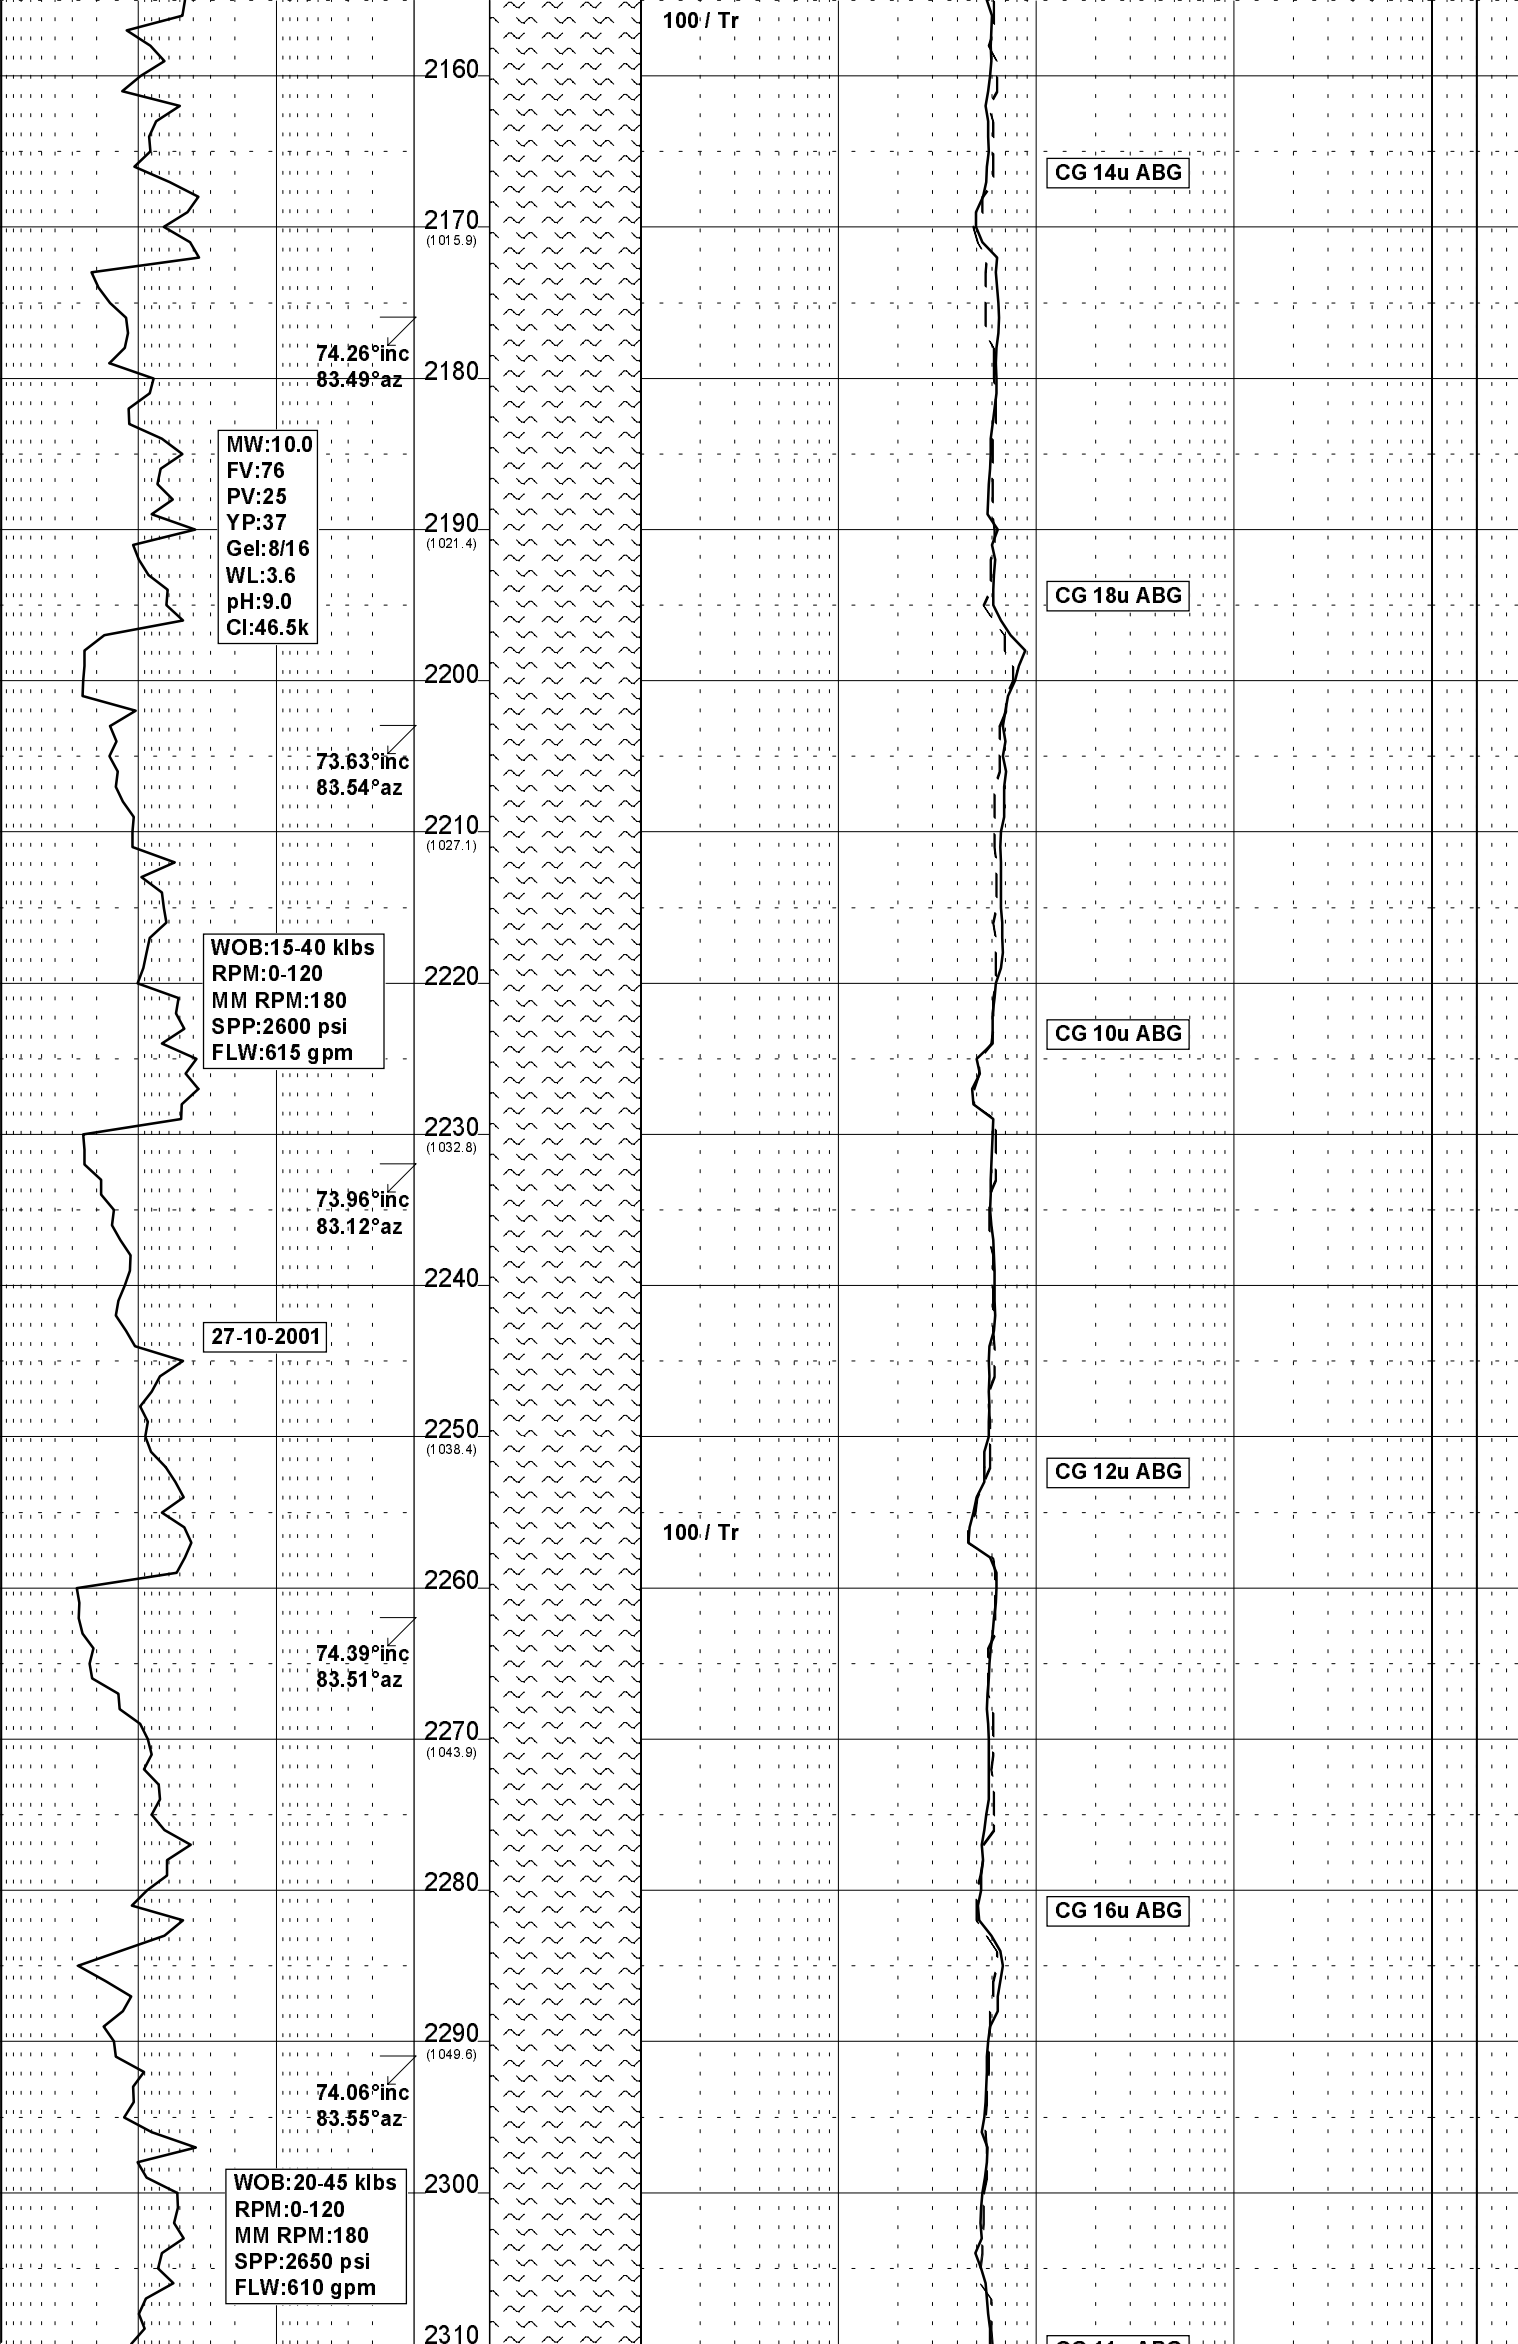 100 / Tr
2160
CG 14u ABG
2170
(1015.9)
74.26°inc
83.49°az
2180
MW:10.0
FV:76
PV:25
YP:37
Gel:8/16
WL:3.6
pH:9.0
Cl:46.5k
2190
(1021.4)
CG 18u ABG
2200
73.63°inc
83.54°az
2210
(1027.1)
WOB:15-40 klbs
RPM:0-120
MM RPM:180
SPP:2600 psi
FLW:615 gpm
2220
CG 10u ABG
2230
(1032.8)
73.96°inc
83.12°az
2240
27-10-2001
2250
(1038.4)
CG 12u ABG
100 / Tr
2260
74.39°inc
83.51°az
2270
(1043.9)
2280
CG 16u ABG
2290
(1049.6)
74.06°inc
83.55°az
2300
WOB:20-45 klbs
RPM:0-120
MM RPM:180
SPP:2650 psi
FLW:610 gpm
2310